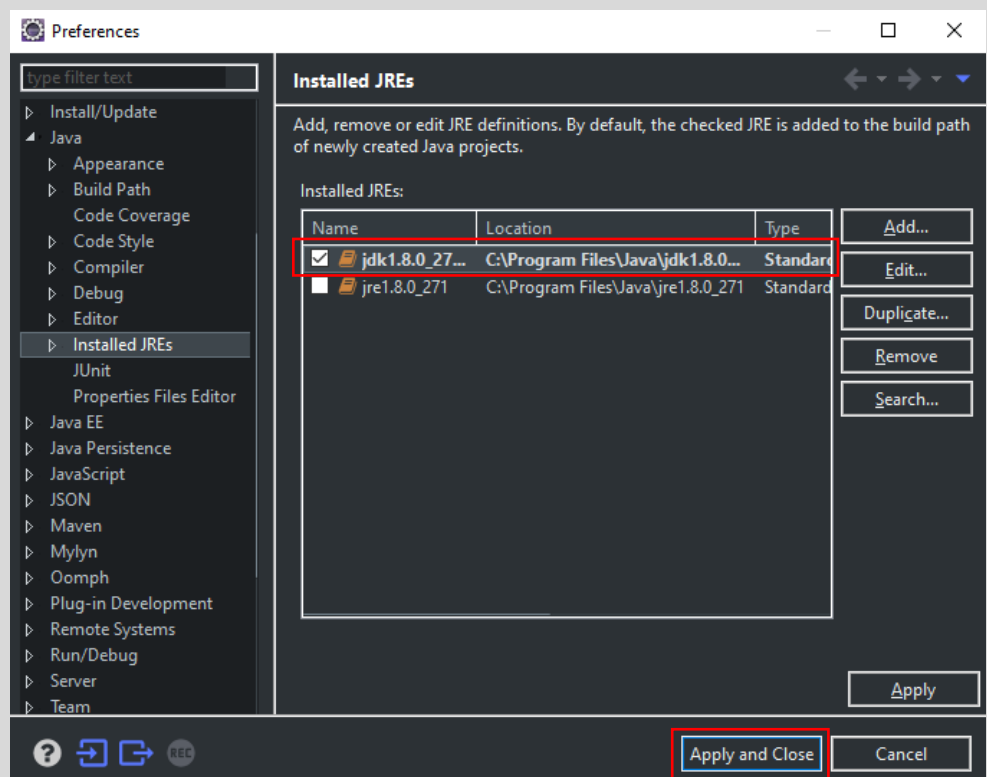 Preferences
type filter text
Install/Update
Java
Appearance
Build Path
Code Coverage
Code Style
Compiler
Debug
Editor
Installed JREs
JUnit
Properties Files Editor
Java EE
Java Persistence
JavaScript
JSON
Maven
Mylyn
Oomph
Plug-in Development
Remote Systems
Run/Debug
Server
Team
Installed JREs
Add, remove or edit JRE definitions. By default, the checked JRE is added to the build path
of newly created Java projects.
Installed JREs:
Name Location Type
jdk1.8.0_27... C:\Program Files\Java\jdk1.8.0... Standard
jre1.8.0_271 C:\Program Files\Java\jre1.8.0_271 Standard
Add...
Edit...
Duplicate...
Remove
Search...
Apply
? REC
Apply and Close
Cancel